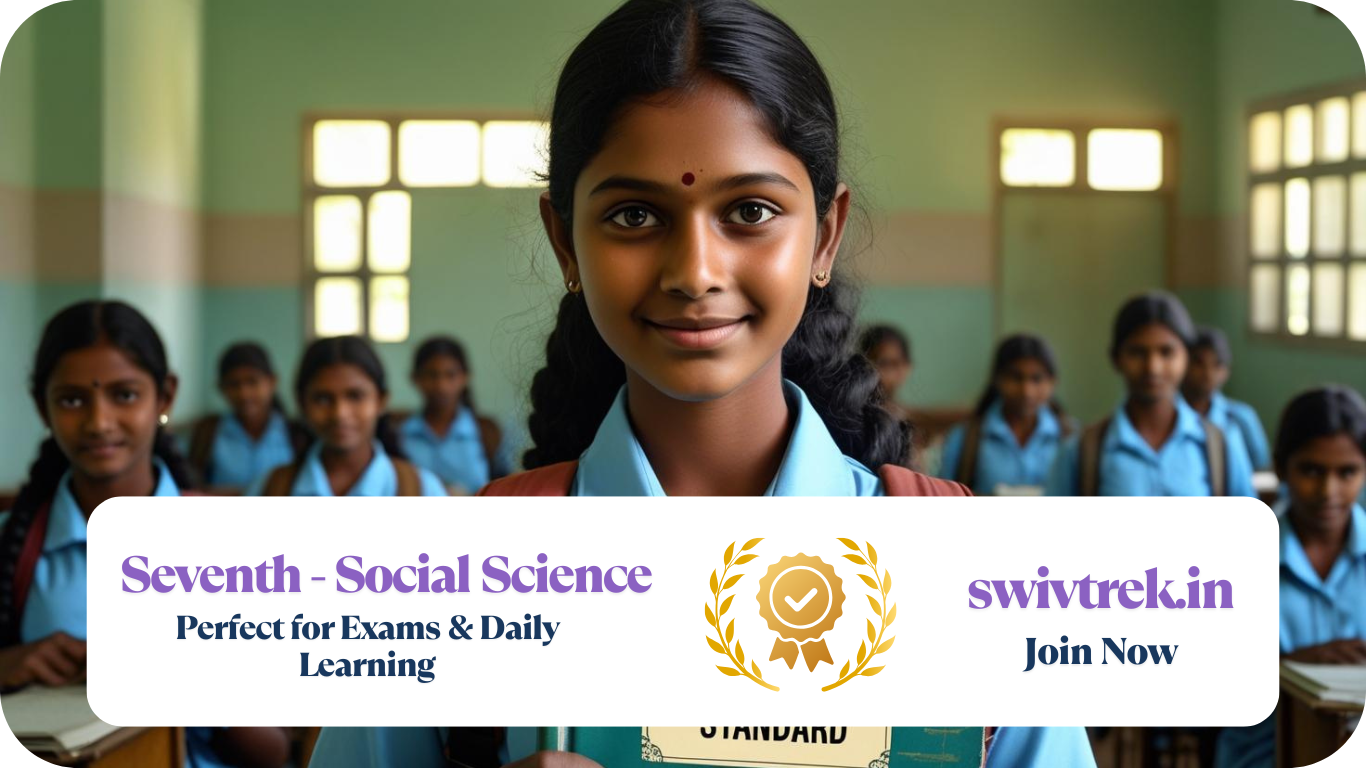 Seventh - Social Science
Perfect for Exams & Daily
Learning
swivtrek.in
Join Now
STANDARD